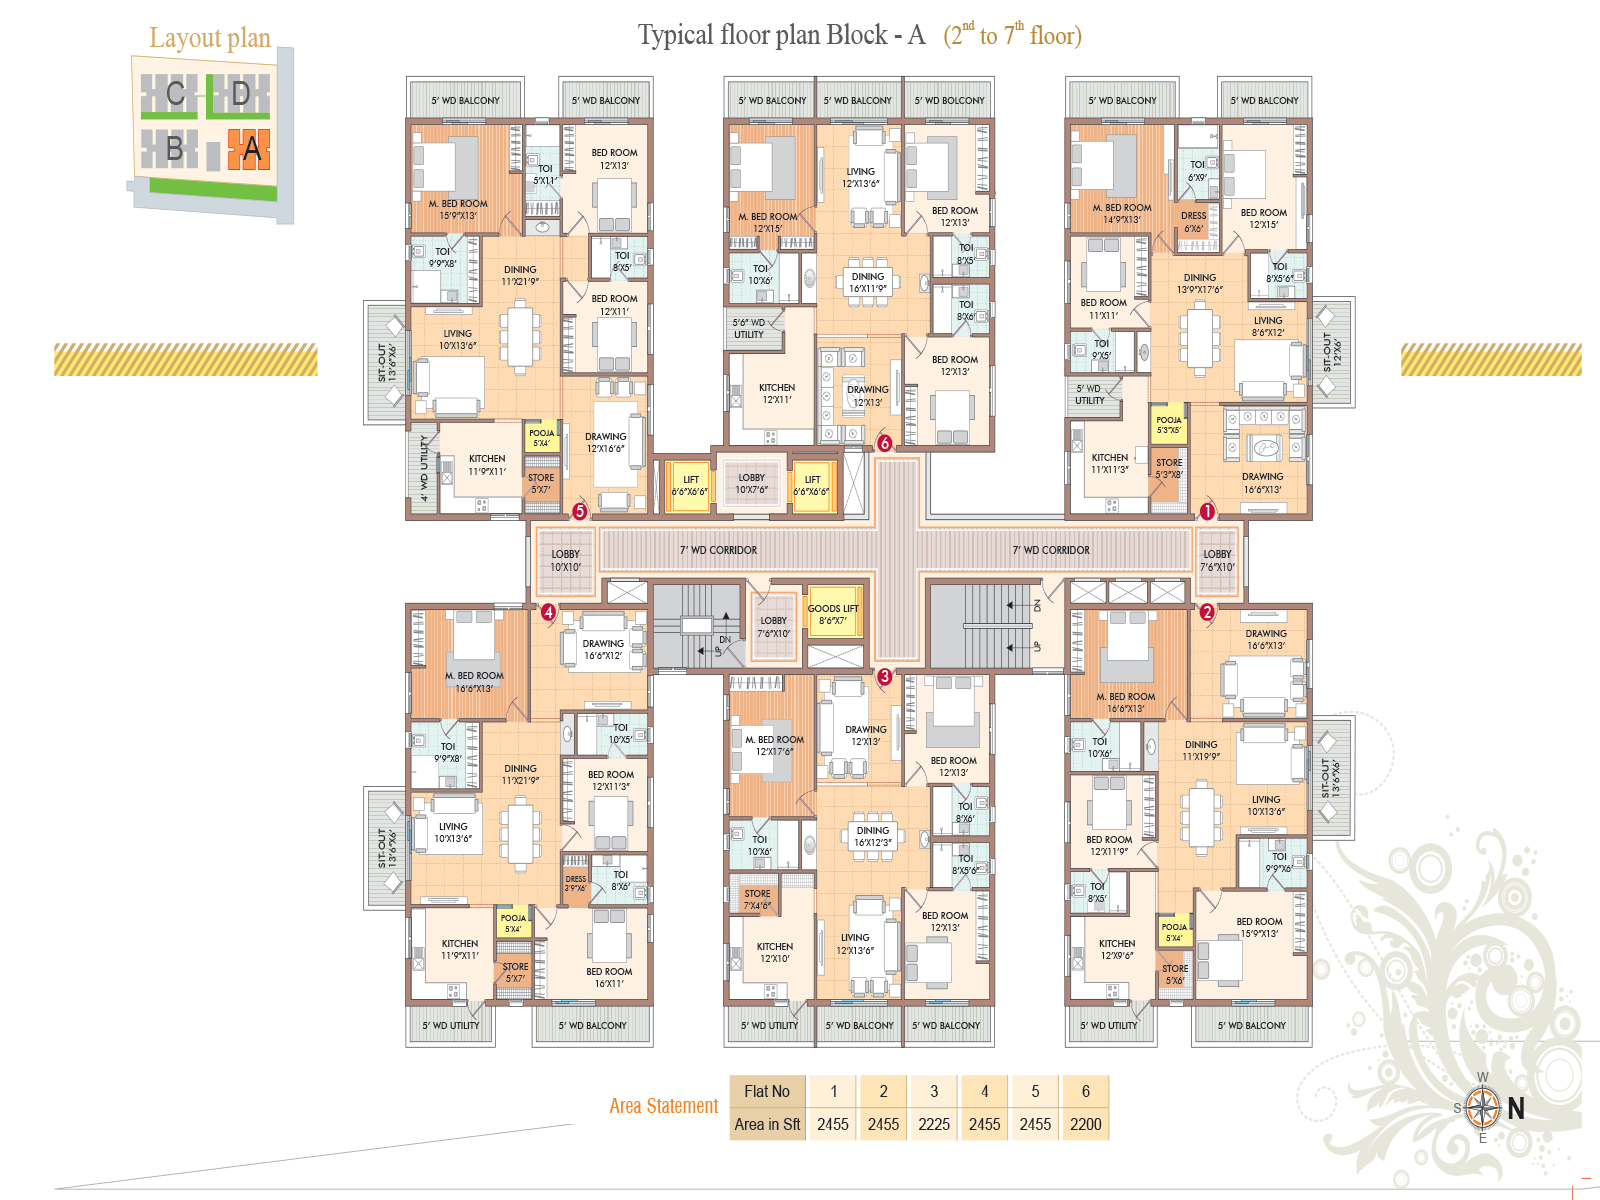 Layout plan
C
D
B
A
Typical floor plan Block - A (2nd to 7th floor)
5' WD BALCONY
5' WD BALCONY
M. BED ROOM
15'9"X13'
TOI
5'X11'
BED ROOM
12'X13'
TOI
9'9"X8'
DINING
11'X21'9"
TOI
8'X5'
BED ROOM
12'X11'
LIVING
10'X13'6"
SIT-OUT
13'6"X6'
DRAWING
12'X16'6"
POOJA
5'X4'
4' WD UTILITY
KITCHEN
11'9"X11'
STORE
5'X7'
5
5' WD BALCONY
5' WD BALCONY
5' WD BOLCONY
M. BED ROOM
12'X15'
LIVING
12'X13'6"
BED ROOM
12'X13'
TOI
8'X5'
TOI
10'X6'
DINING
16'X11'9"
TOI
8'X6'
5'6" WD
UTILITY
KITCHEN
12'X11'
DRAWING
12'X13'
BED ROOM
12'X13'
6
5' WD BALCONY
5' WD BALCONY
M. BED ROOM
14'9"X13'
TOI
6'X9'
DRESS
6'X6'
BED ROOM
12'X15'
BED ROOM
11'X11'
DINING
13'9"X17'6"
TOI
8'X5'6"
TOI
9'X5'
LIVING
8'6"X12'
SIT-OUT
12'X6'
5' WD
UTILITY
POOJA
5'3"X5'
KITCHEN
11'X11'3"
STORE
5'3"X8'
DRAWING
16'6"X13'
1
LIFT
6'6"X6'6"
LOBBY
10'X7'6"
LIFT
6'6"X6'6"
LOBBY
10'X10'
7' WD CORRIDOR
7' WD CORRIDOR
LOBBY
7'6"X10'
DN
UP
LOBBY
7'6"X10'
GOODS LIFT
8'6"X7'
DN
UP
4
M. BED ROOM
16'6"X13'
DRAWING
16'6"X12'
TOI
9'9"X8'
TOI
10'X5'
DINING
11'X21'9"
BED ROOM
12'X11'3"
LIVING
10'X13'6"
SIT-OUT
13'6"X6'
DRESS
3'9"X6'
TOI
8'X6'
POOJA
5'X4'
KITCHEN
11'9"X11'
STORE
5'X7'
BED ROOM
16'X11'
5' WD UTILITY
5' WD BALCONY
3
M. BED ROOM
12'X17'6"
DRAWING
12'X13'
BED ROOM
12'X13'
TOI
8'X6'
TOI
10'X6'
DINING
16'X12'3"
TOI
8'X5'6"
STORE
7'X4'6"
KITCHEN
12'X10'
LIVING
12'X13'6"
BED ROOM
12'X13'
5' WD UTILITY
5' WD BALCONY
5' WD BALCONY
2
M. BED ROOM
16'6"X13'
DRAWING
16'6"X13'
TOI
10'X6'
DINING
11'X19'9"
SIT-OUT
13'6"X6'
LIVING
10'X13'6"
BED ROOM
12'X11'9"
TOI
9'9"X6'
TOI
8'X5'
POOJA
5'X4'
KITCHEN
12'X9'6"
STORE
5'X6'
BED ROOM
15'9"X13'
5' WD UTILITY
5' WD BALCONY
Area Statement
Flat No 1 2 3 4 5 6
Area in Sft 2455 2455 2225 2455 2455 2200
W
S
N
E